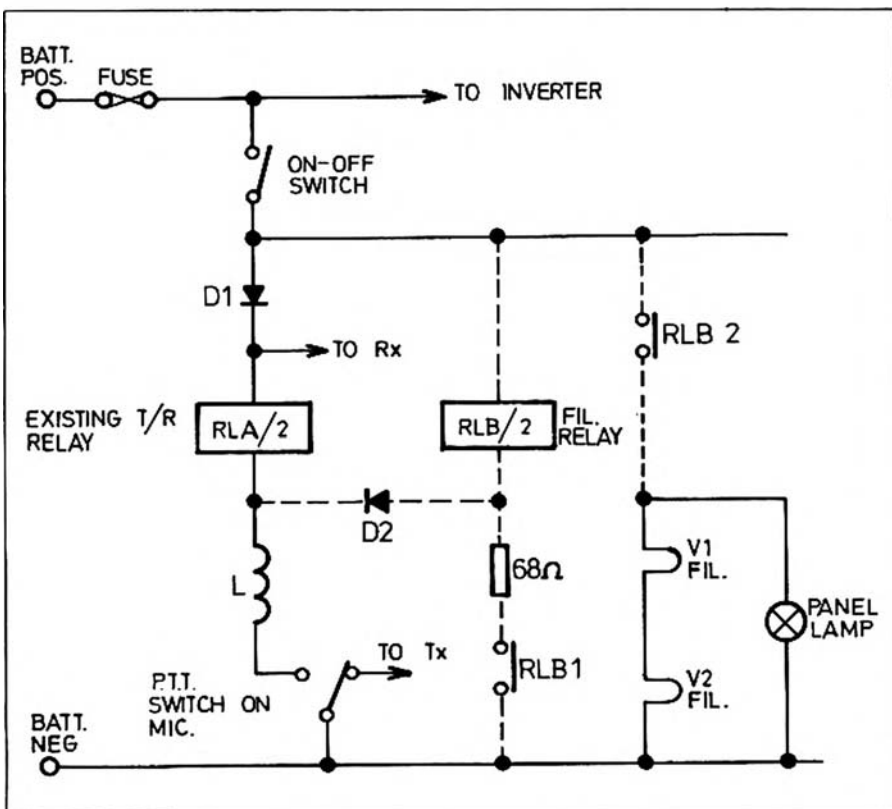 BATT.
POS.
FUSE
TO INVERTER
ON-OFF
SWITCH
D1
TO Rx
RLB 2
EXISTING T/R
RELAY
RLA/2
RLB/2
FIL.
RELAY
D2
V1
FIL.
68Ω
L
PANEL
LAMP
TO Tx
RLB1
P.T.T.
SWITCH ON
MIC.
V2
FIL.
BATT.
NEG